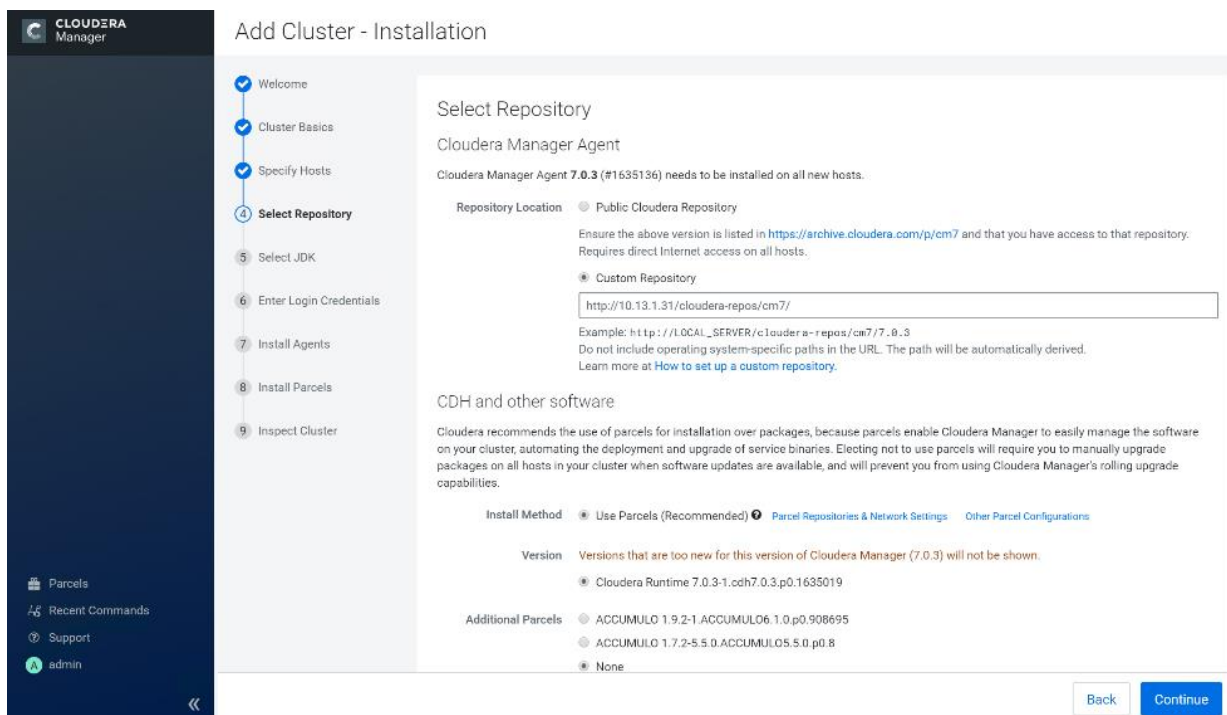 CLOUDERA
Manager
Add Cluster - Installation
Welcome
Cluster Basics
Specify Hosts
4 Select Repository
5 Select JDK
6 Enter Login Credentials
7 Install Agents
8 Install Parcels
9 Inspect Cluster
Parcels
Recent Commands
Support
A admin
«
Select Repository
Cloudera Manager Agent
Cloudera Manager Agent 7.0.3 (#1635136) needs to be installed on all new hosts.
Repository Location Public Cloudera Repository
Ensure the above version is listed in https://archive.cloudera.com/p/cm7 and that you have access to that repository.
Requires direct Internet access on all hosts.
Custom Repository
http://10.13.1.31/cloudera-repos/cm7/
Example: http://LOCAL_SERVER/cloudera-repos/cm7/7.0.3
Do not include operating system-specific paths in the URL. The path will be automatically derived.
Learn more at How to set up a custom repository.
CDH and other software
Cloudera recommends the use of parcels for installation over packages, because parcels enable Cloudera Manager to easily manage the software
on your cluster, automating the deployment and upgrade of service binaries. Electing not to use parcels will require you to manually upgrade
packages on all hosts in your cluster when software updates are available, and will prevent you from using Cloudera Manager's rolling upgrade
capabilities.
Install Method Use Parcels (Recommended) ? Parcel Repositories & Network Settings Other Parcel Configurations
Version Versions that are too new for this version of Cloudera Manager (7.0.3) will not be shown.
Cloudera Runtime 7.0.3-1.cdh7.0.3.p0.1635019
Additional Parcels ACCUMULO 1.9.2-1.ACCUMULO6.1.0.p0.908695
ACCUMULO 1.7.2-5.5.0.ACCUMULO5.5.0.p0.8
None
Back Continue